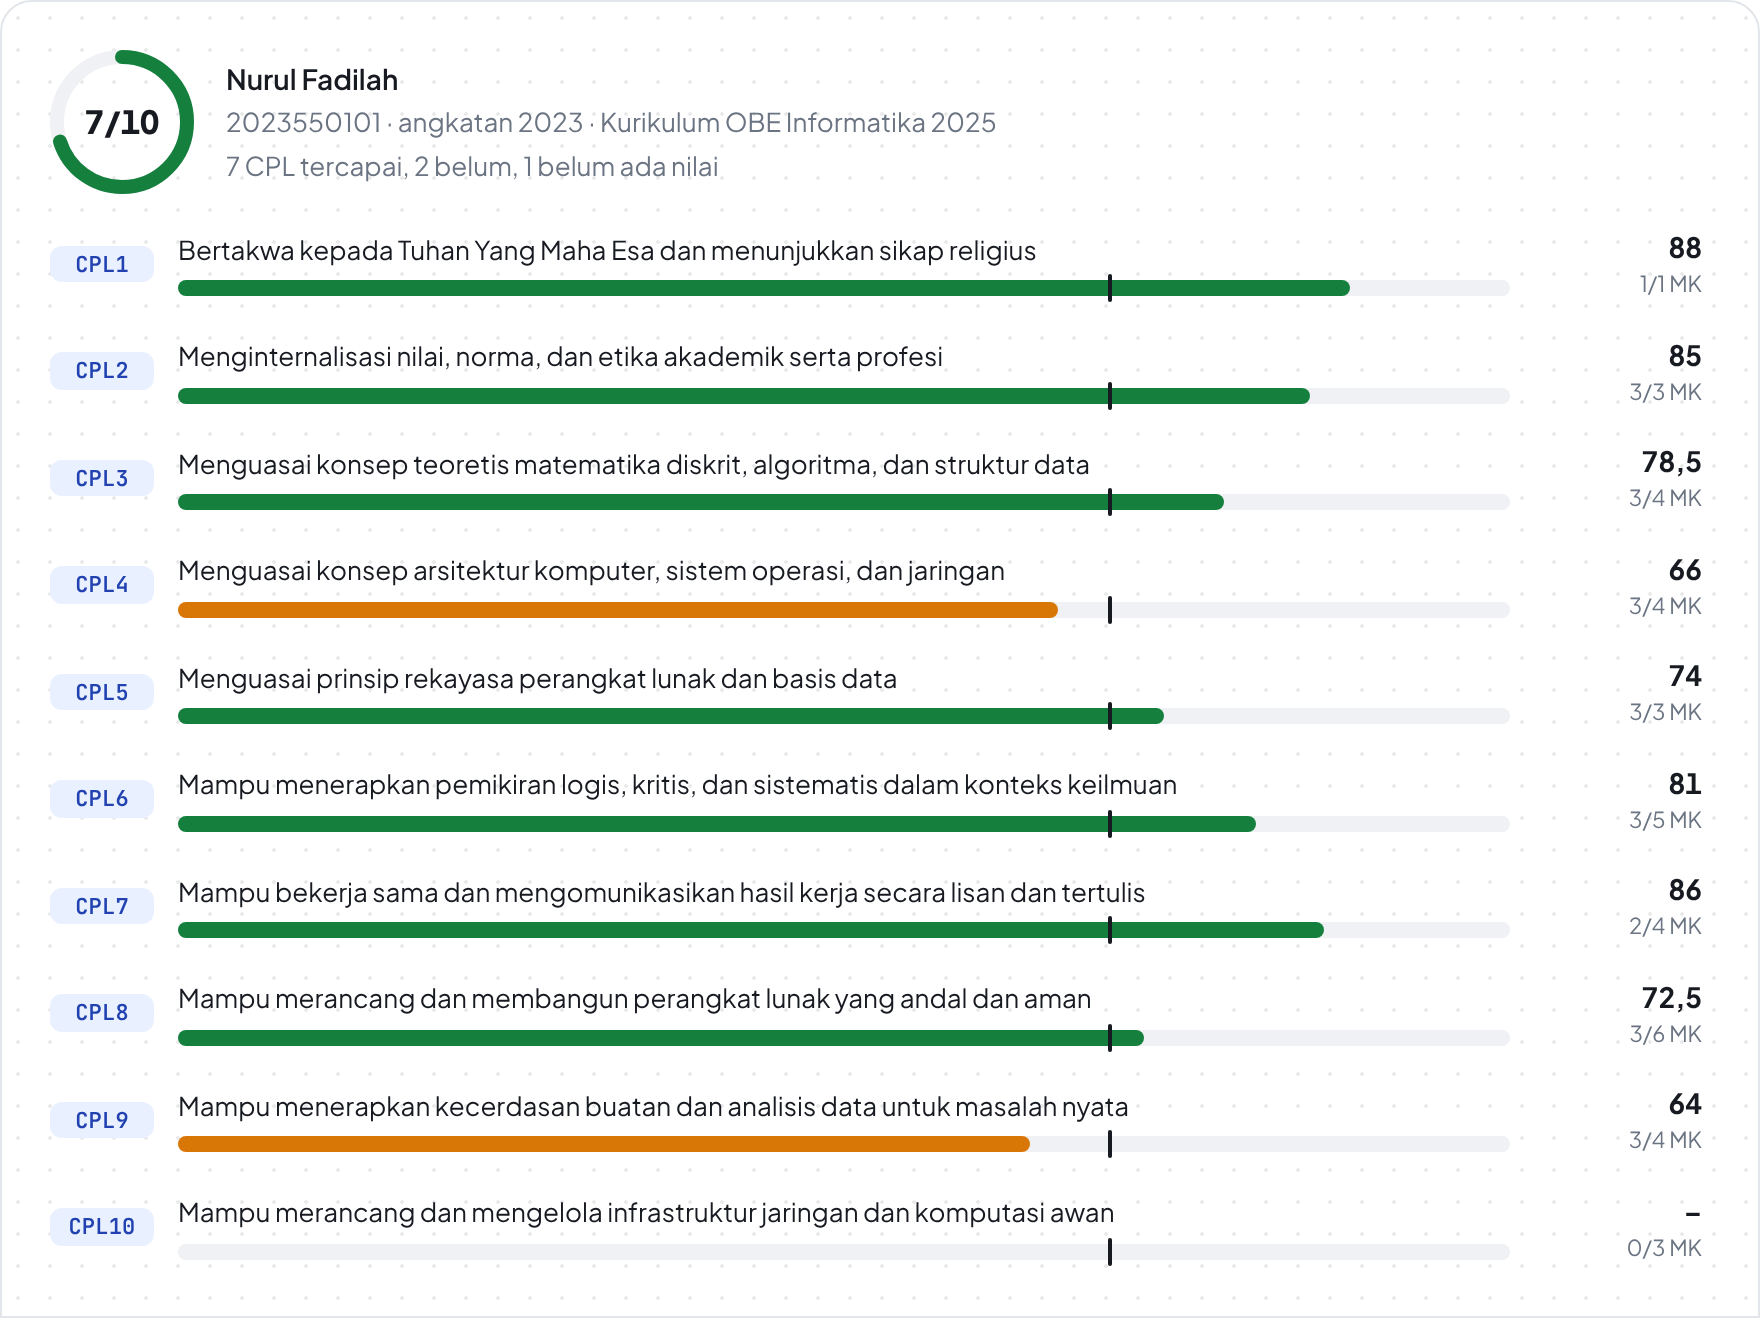 7/10
Nurul Fadilah
2023550101 · angkatan 2023 · Kurikulum OBE Informatika 2025
7 CPL tercapai, 2 belum, 1 belum ada nilai
CPL1
Bertakwa kepada Tuhan Yang Maha Esa dan menunjukkan sikap religius
88
1/1 MK
CPL2
Menginternalisasi nilai, norma, dan etika akademik serta profesi
85
3/3 MK
CPL3
Menguasai konsep teoretis matematika diskrit, algoritma, dan struktur data
78,5
3/4 MK
CPL4
Menguasai konsep arsitektur komputer, sistem operasi, dan jaringan
66
3/4 MK
CPL5
Menguasai prinsip rekayasa perangkat lunak dan basis data
74
3/3 MK
CPL6
Mampu menerapkan pemikiran logis, kritis, dan sistematis dalam konteks keilmuan
81
3/5 MK
CPL7
Mampu bekerja sama dan mengomunikasikan hasil kerja secara lisan dan tertulis
86
2/4 MK
CPL8
Mampu merancang dan membangun perangkat lunak yang andal dan aman
72,5
3/6 MK
CPL9
Mampu menerapkan kecerdasan buatan dan analisis data untuk masalah nyata
64
3/4 MK
CPL10
Mampu merancang dan mengelola infrastruktur jaringan dan komputasi awan
–
0/3 MK